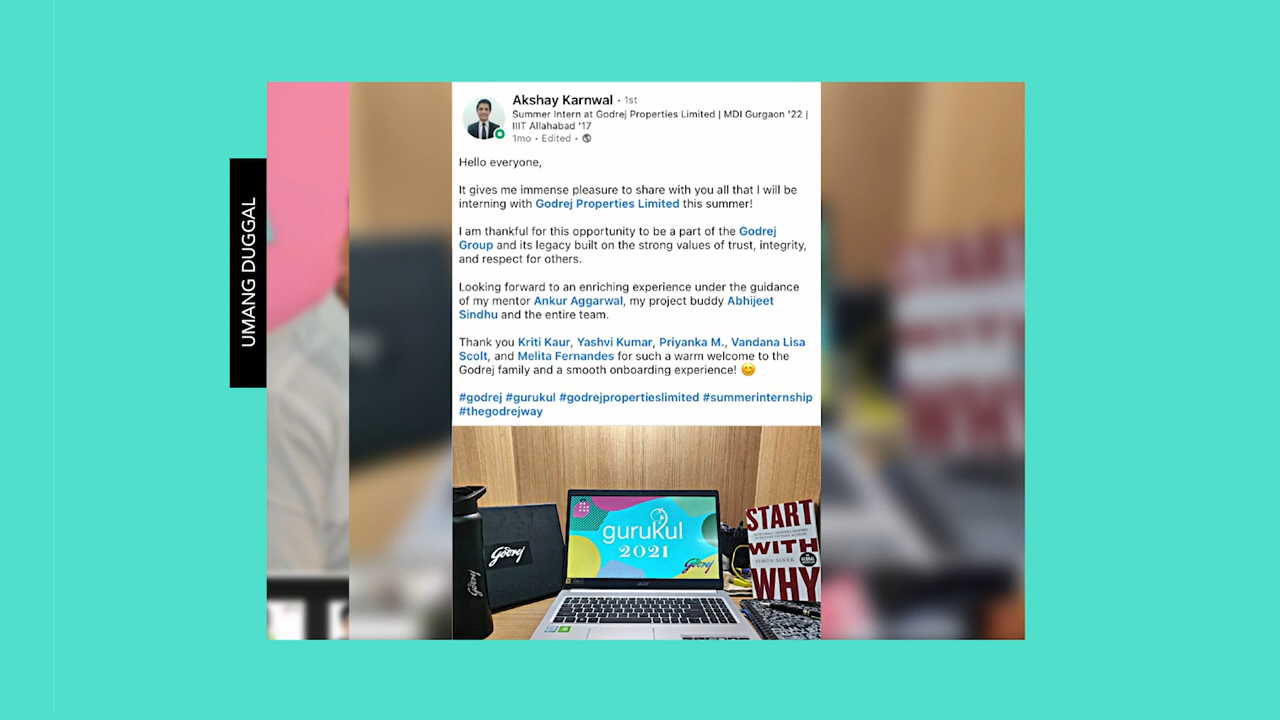 UMANG DUGGAL
Akshay Karnwal · 1st
Summer Intern at Godrej Properties Limited | MDI Gurgaon '22 |
IIIT Allahabad '17
1mo • Edited •
Hello everyone,
It gives me immense pleasure to share with you all that I will be
interning with Godrej Properties Limited this summer!
I am thankful for this opportunity to be a part of the Godrej
Group and its legacy built on the strong values of trust, integrity,
and respect for others.
Looking forward to an enriching experience under the guidance
of my mentor Ankur Aggarwal, my project buddy Abhijeet
Sindhu and the entire team.
Thank you Kriti Kaur, Yashvi Kumar, Priyanka M., Vandana Lisa
Scolt, and Melita Fernandes for such a warm welcome to the
Godrej family and a smooth onboarding experience! 😊
#godrej #gurukul #godrejpropertieslimited #summerinternship
#thegodrejway
Godrej
Godrej
gurukul
2021
Godrej
acer
START
WITH
SIMON SINEK
WHY